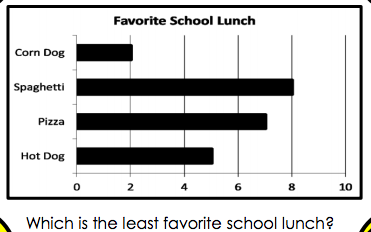 Favorite School Lunch
Corn Dog
Spaghetti
Pizza
Hot Dog
0 2 4 6 8 10
Which is the least favorite school lunch?